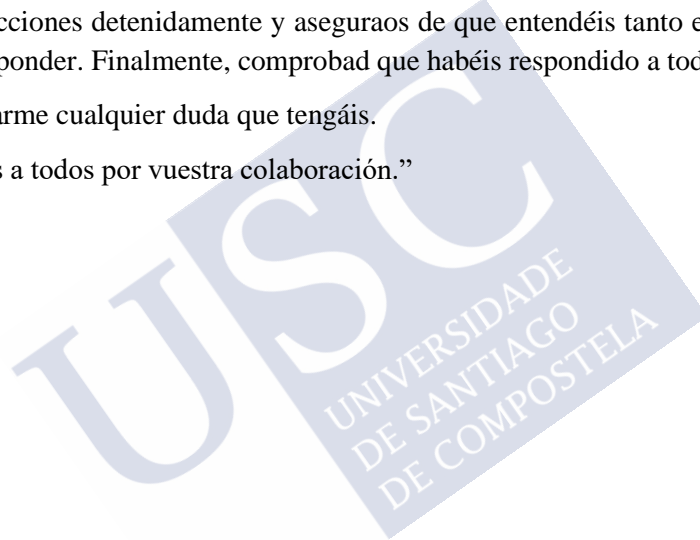 cciones detenidamente y aseguraos de que entendéis tanto e
ponder. Finalmente, comprobad que habéis respondido a tod
arme cualquier duda que tengáis.
s a todos por vuestra colaboración.”
USC
UNIVERSIDADE
DE SANTIAGO
DE COMPOSTELA